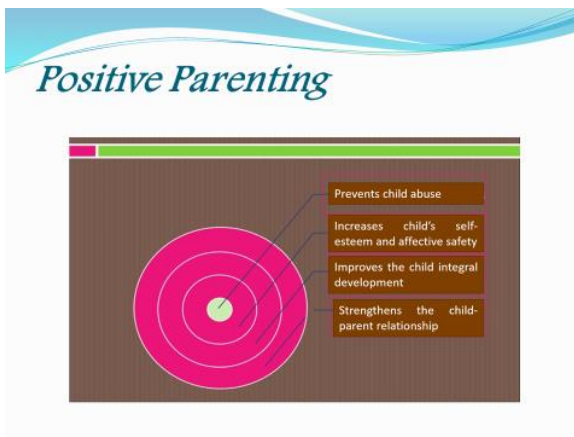 Positive Parenting
Prevents child abuse
Increases child's self-
esteem and affective safety
Improves the child integral
development
Strengthens the child-
parent relationship